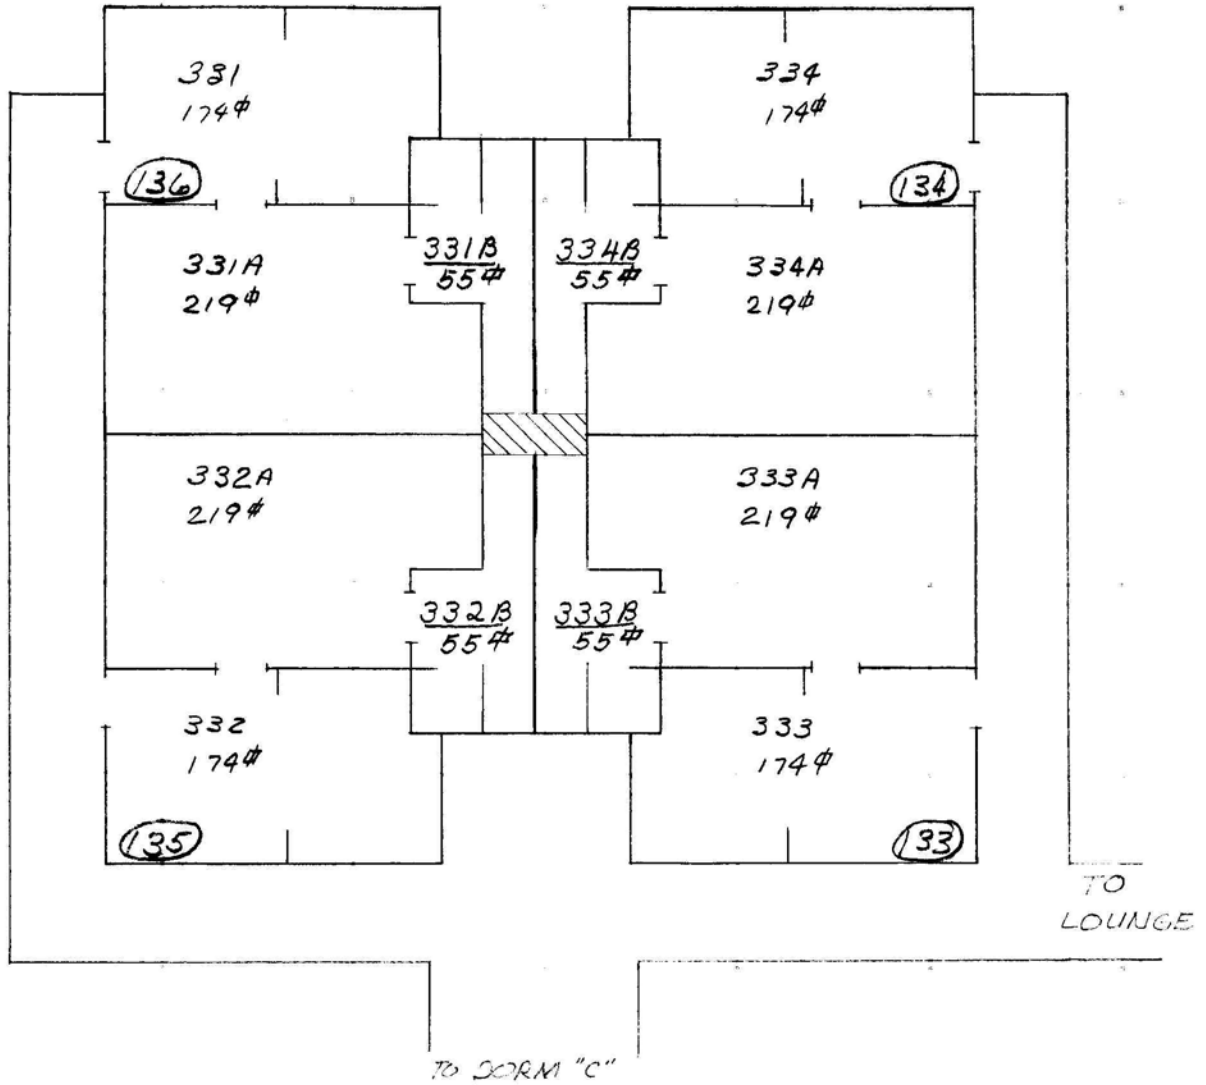 331
174⌽
334
174⌽
136
134
331A
219⌽
331B
55⌽
334B
55⌽
334A
219⌽
332A
219⌽
333A
219⌽
332B
55⌽
333B
55⌽
332
174⌽
333
174⌽
135
133
TO
LOUNGE
TO DORM "C"